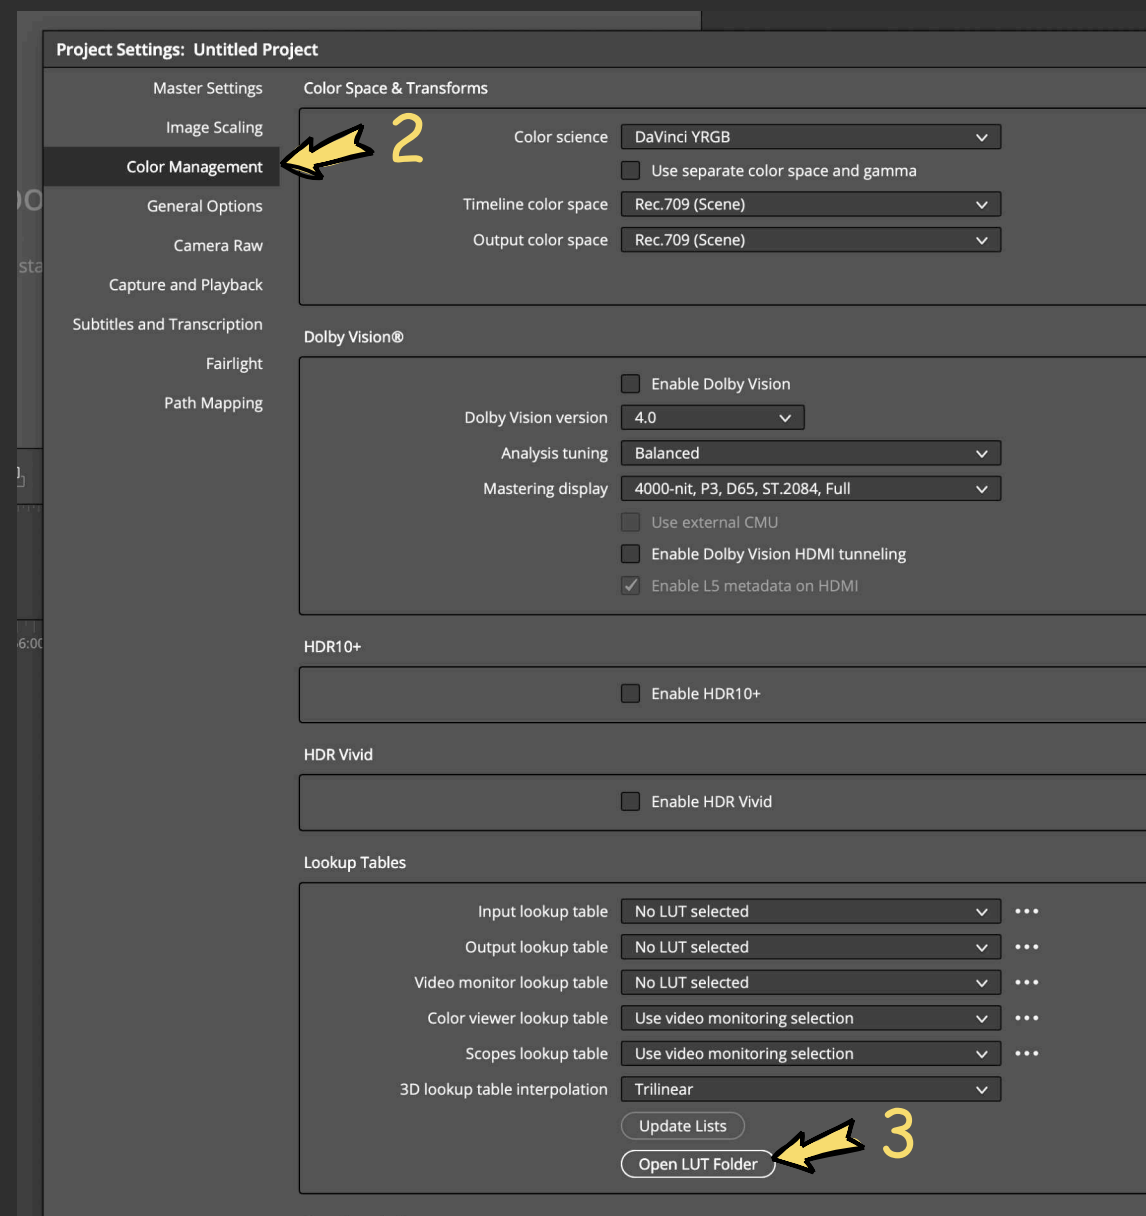 Project Settings: Untitled Project
Master Settings
Image Scaling
Color Management
General Options
Camera Raw
Capture and Playback
Subtitles and Transcription
Fairlight
Path Mapping
2
Color Space & Transforms
Color science DaVinci YRGB
Use separate color space and gamma
Timeline color space Rec.709 (Scene)
Output color space Rec.709 (Scene)
Dolby Vision®
Enable Dolby Vision
Dolby Vision version 4.0
Analysis tuning Balanced
Mastering display 4000-nit, P3, D65, ST.2084, Full
Use external CMU
Enable Dolby Vision HDMI tunneling
Enable L5 metadata on HDMI
HDR10+
Enable HDR10+
HDR Vivid
Enable HDR Vivid
Lookup Tables
Input lookup table No LUT selected
Output lookup table No LUT selected
Video monitor lookup table No LUT selected
Color viewer lookup table Use video monitoring selection
Scopes lookup table Use video monitoring selection
3D lookup table interpolation Trilinear
Update Lists
Open LUT Folder
3